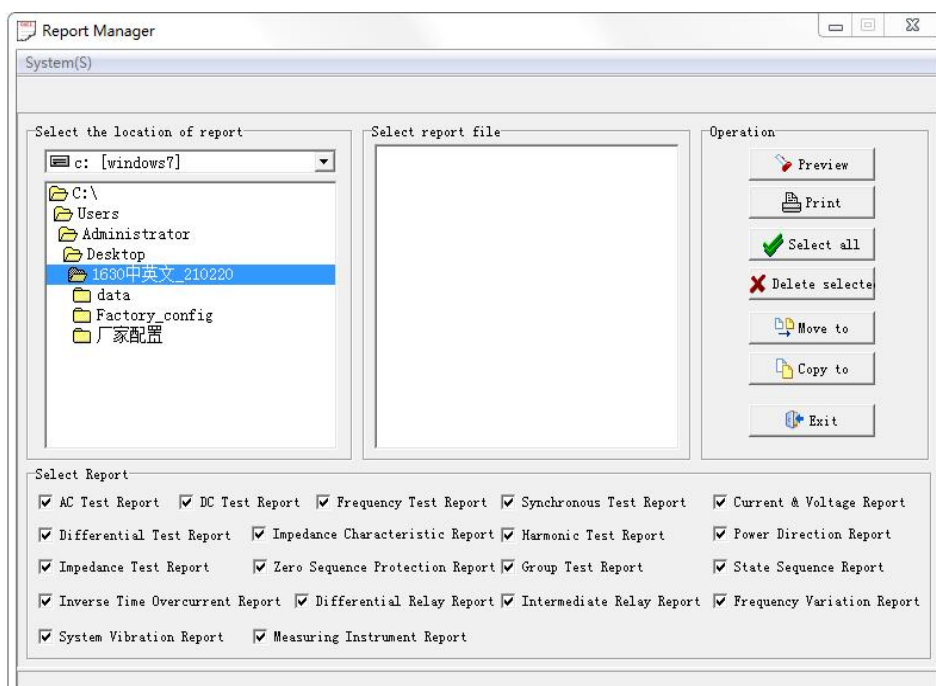 Report Manager
System(S)
Select the location of report
c: [windows7]
C:\
Users
Administrator
Desktop
1630中英文_210220
data
Factory_config
厂家配置
Select report file
Operation
Preview
Print
Select all
Delete selecte
Move to
Copy to
Exit
Select Report
AC Test Report DC Test Report Frequency Test Report Synchronous Test Report Current & Voltage Report
Differential Test Report Impedance Characteristic Report Harmonic Test Report Power Direction Report
Impedance Test Report Zero Sequence Protection Report Group Test Report State Sequence Report
Inverse Time Overcurrent Report Differential Relay Report Intermediate Relay Report Frequency Variation Report
System Vibration Report Measuring Instrument Report